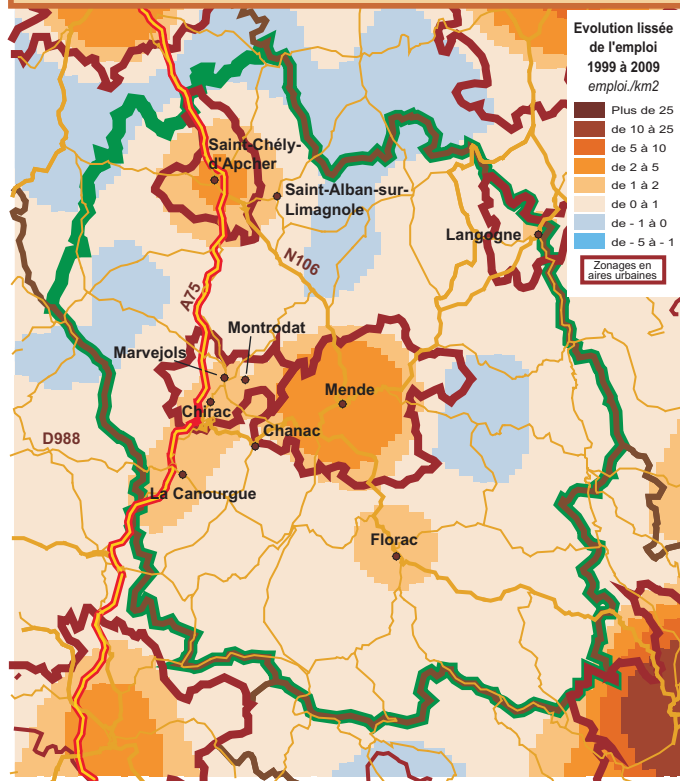 Evolution lissée
de l'emploi
1999 à 2009
emploi./km2
Plus de 25
de 10 à 25
de 5 à 10
de 2 à 5
de 1 à 2
de 0 à 1
de - 1 à 0
de - 5 à - 1
Zonages en
aires urbaines
Saint-Chély-
d'Apcher
Saint-Alban-sur-
Limagnole
Langogne
N106
A75
Montrodat
Marvejols
Mende
Chirac
Chanac
D988
La Canourgue
Florac